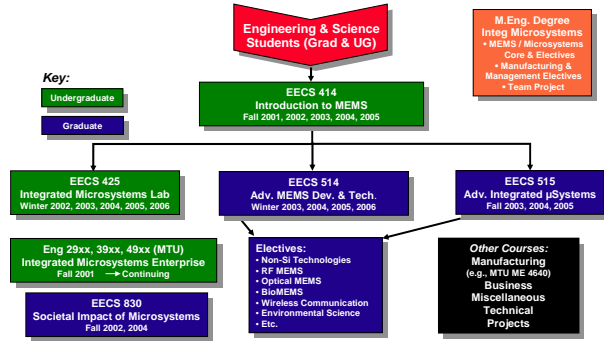 Engineering & Science
Students (Grad & UG)
M.Eng. Degree
Integ Microsystems
• MEMS / Microsystems
Core & Electives
• Manufacturing &
Management Electives
• Team Project
Key:
Undergraduate
Graduate
EECS 414
Introduction to MEMS
Fall 2001, 2002, 2003, 2004, 2005
EECS 425
Integrated Microsystems Lab
Winter 2002, 2003, 2004, 2005, 2006
EECS 514
Adv. MEMS Dev. & Tech.
Winter 2003, 2004, 2005, 2006
EECS 515
Adv. Integrated µSystems
Fall 2003, 2004, 2005
Eng 29xx, 39xx, 49xx (MTU)
Integrated Microsystems Enterprise
Fall 2001 → Continuing
EECS 830
Societal Impact of Microsystems
Fall 2002, 2004
Electives:
• Non-Si Technologies
• RF MEMS
• Optical MEMS
• BioMEMS
• Wireless Communication
• Environmental Science
• Etc.
Other Courses:
Manufacturing
(e.g., MTU ME 4640)
Business
Miscellaneous
Technical
Projects